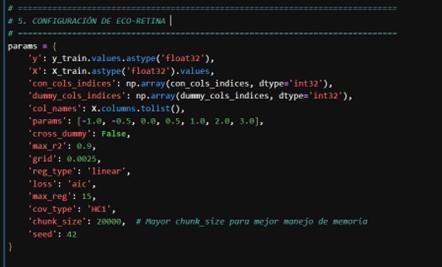 # ==============================================================================
# 5. CONFIGURACIÓN DE ECO-RETINA
# ==============================================================================
params = {
    'y': y_train.values.astype('float32'),
    'X': X_train.astype('float32').values,
    'con_cols_indices': np.array(con_cols_indices, dtype='int32'),
    'dummy_cols_indices': np.array(dummy_cols_indices, dtype='int32'),
    'col_names': X.columns.tolist(),
    'params': [-1.0, -0.5, 0.0, 0.5, 1.0, 2.0, 3.0],
    'cross_dummy': False,
    'max_r2': 0.9,
    'grid': 0.0025,
    'reg_type': 'linear',
    'loss': 'aic',
    'max_reg': 15,
    'cov_type': 'HC1',
    'chunk_size': 20000,  # Mayor chunk_size para mejor manejo de memoria
    'seed': 42
}